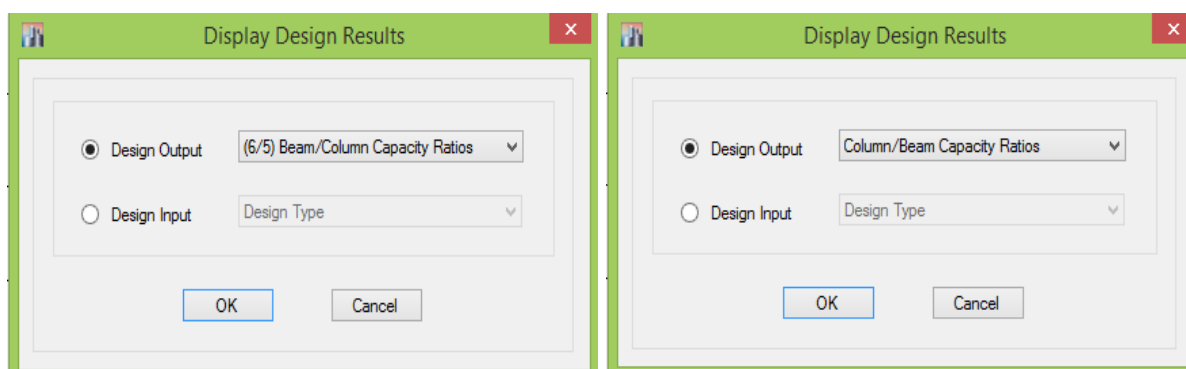 Display Design Results
Design Output (6/5) Beam/Column Capacity Ratios
Design Input Design Type
OK Cancel
Display Design Results
Design Output Column/Beam Capacity Ratios
Design Input Design Type
OK Cancel